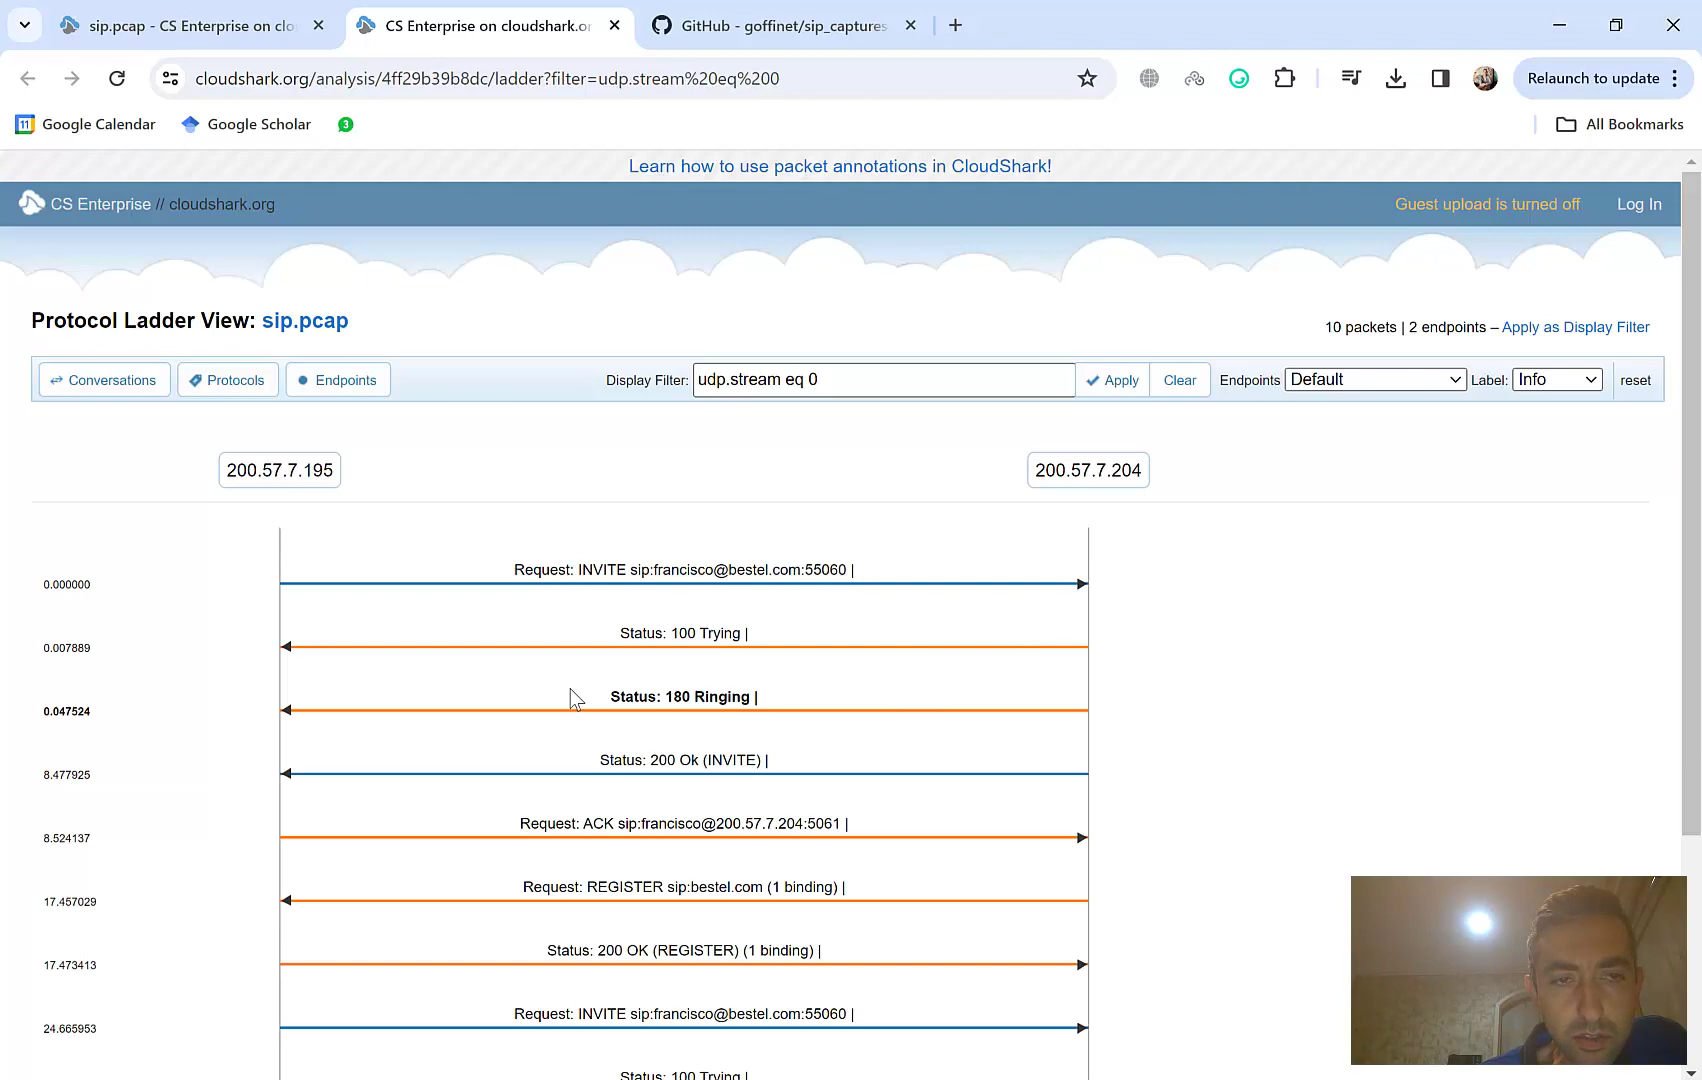 sip.pcap - CS Enterprise on clo
CS Enterprise on cloudshark.or
GitHub - goffinet/sip_captures
cloudshark.org/analysis/4ff29b39b8dc/ladder?filter=udp.stream%20eq%200
Relaunch to update
11 Google Calendar
Google Scholar
3
All Bookmarks
Learn how to use packet annotations in CloudShark!
CS Enterprise // cloudshark.org
Guest upload is turned off
Log In
Protocol Ladder View: sip.pcap
10 packets | 2 endpoints – Apply as Display Filter
Conversations
Protocols
Endpoints
Display Filter: udp.stream eq 0
Apply
Clear
Endpoints Default
Label: Info
reset
200.57.7.195
200.57.7.204
Request: INVITE sip:francisco@bestel.com:55060 |
0.000000
Status: 100 Trying |
0.007889
Status: 180 Ringing |
0.047524
Status: 200 Ok (INVITE) |
8.477925
Request: ACK sip:francisco@200.57.7.204:5061 |
8.524137
Request: REGISTER sip:bestel.com (1 binding) |
17.457029
Status: 200 OK (REGISTER) (1 binding) |
17.473413
Request: INVITE sip:francisco@bestel.com:55060 |
24.665953
Status: 100 Trying |